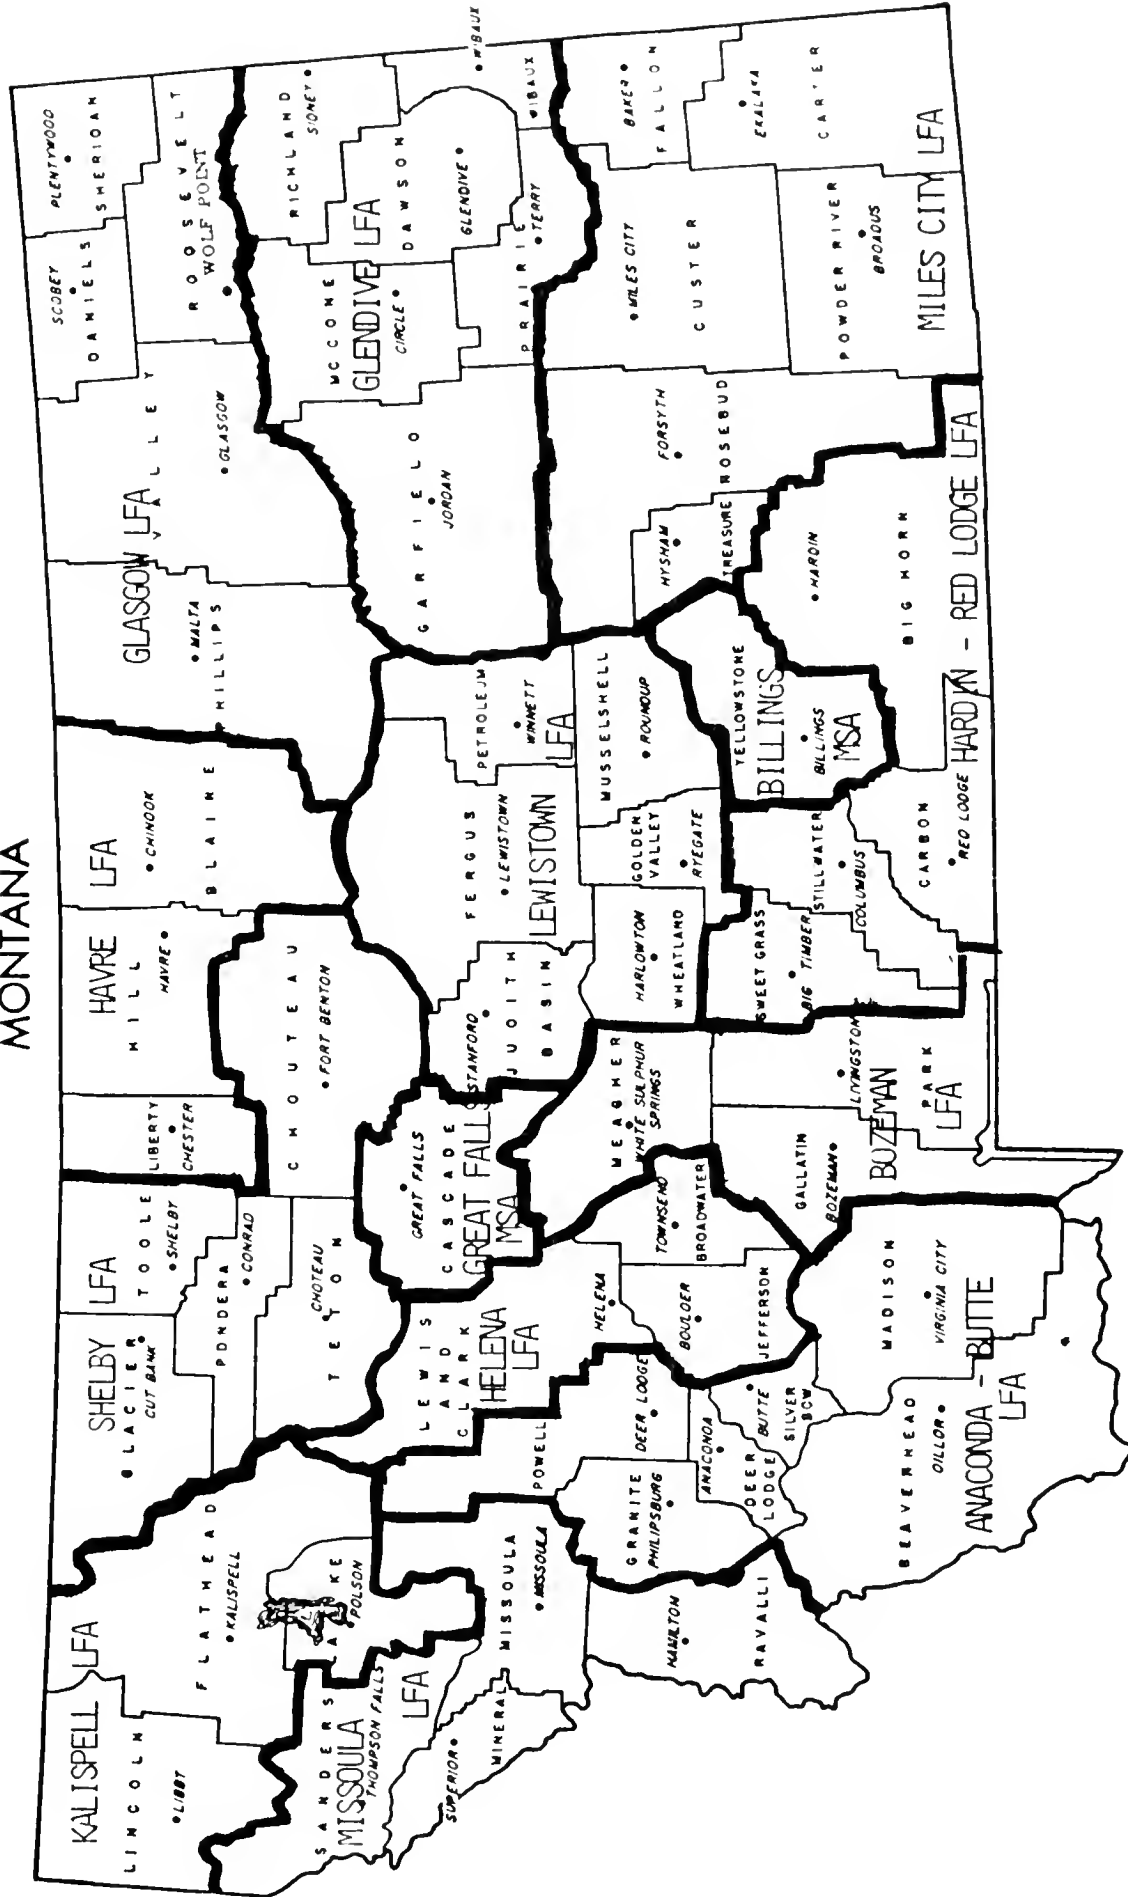 MONTANA
KALISPELL LFA
LINCOLN
LIBBY
FLATHEAD
KALISPELL
LAKE
POLSON
SANDERS
MISSOULA
LFA
THOMPSON FALLS
MINERAL
SUPERIOR
MISSOULA
MISSOULA
RAVALLI
HAMILTON
SHELBY LFA
GLACIER
CUT BANK
TOOLE
SHELBY
PONDERA
CONRAD
TETON
CHOTEAU
HAVRE LFA
LIBERTY
CHESTER
HILL
HAVRE
BLAINE
CHINOOK
CHOUTEAU
FORT BENTON
GREAT FALLS
CASCADE
GREAT FALLS
MSA
LEWIS
AND
CLARK
HELENA
LFA
HELENA
POWELL
DEER LODGE
GRANITE
PHILIPSBURG
ANACONDA
DEER
LODGE
BUTTE
SILVER
BOW
BOULDER
JEFFERSON
TOWNSEND
BROADWATER
MEAGHER
WHITE SULPHUR
SPRINGS
BEAVERHEAD
DILLON
ANACONDA - BUTTE
LFA
MADISON
VIRGINIA CITY
GALLATIN
BOZEMAN
BOZEMAN
LFA
PARK
LIVINGSTON
GLASGOW LFA
PHILLIPS
MALTA
VALLEY
GLASGOW
SCOBEY
DANIELS
PLENTYWOOD
SHERIDAN
ROOSEVELT
WOLF POINT
RICHLAND
SIDNEY
MC CONE
GLENDIVE LFA
CIRCLE
DAWSON
GLENDIVE
WIBAUX
WIBAUX
PRAIRIE
TERRY
GARFIELD
JORDAN
FERGUS
LEWISTOWN
LEWISTOWN
LFA
PETROLEUM
WINNETT
JUDITH
BASIN
STANFORD
HARLOWTON
WHEATLAND
GOLDEN
VALLEY
RYEGATE
MUSSELSHELL
ROUNDUP
YELLOWSTONE
BILLINGS
BILLINGS
MSA
SWEET GRASS
BIG TIMBER
STILLWATER
COLUMBUS
CARBON
RED LODGE
HARDIN - RED LODGE LFA
BIG HORN
HARDIN
TREASURE
HYSHAM
ROSEBUD
FORSYTH
MILES CITY
CUSTER
POWDER RIVER
BROADUS
MILES CITY LFA
BAKER
FALLON
EKALAKA
CARTER